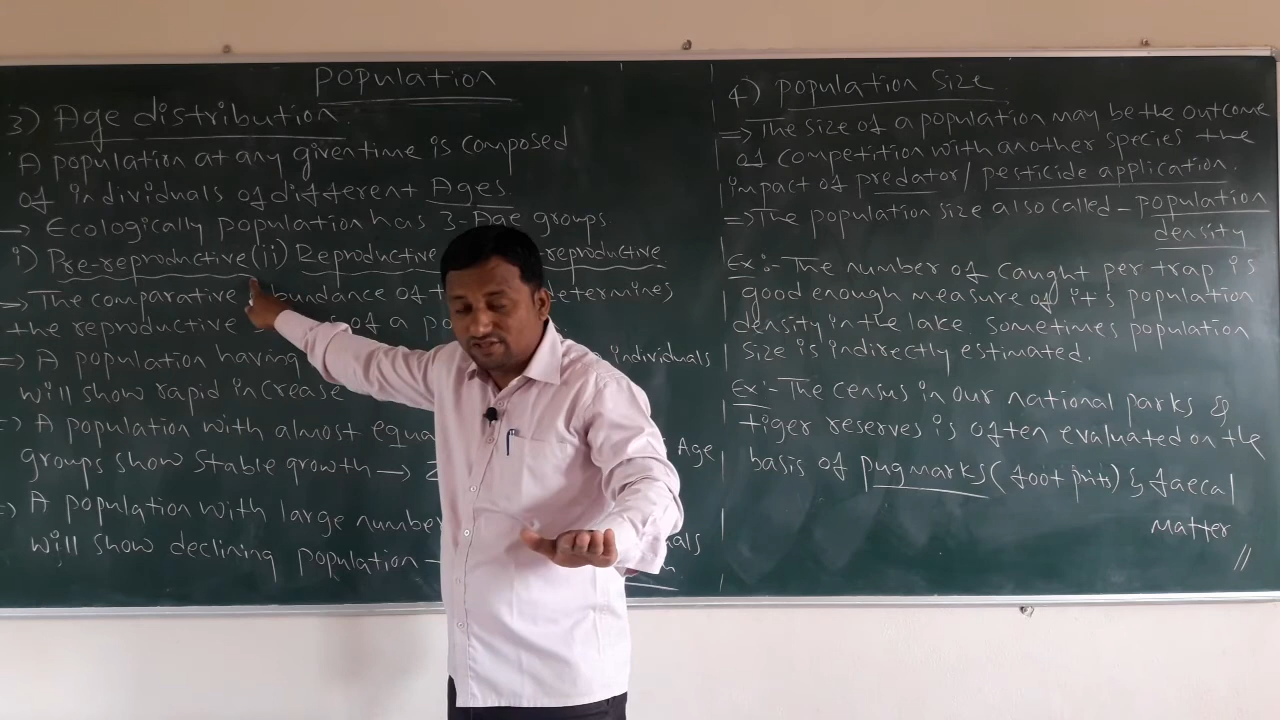 Population
3) Age distribution.
A population at any given time is composed
of individuals of different Ages.
→ Ecologically population has 3-Age groups
i) Pre-reproductive (ii) Reproductive -reproductive
→ The comparative abundance of determines
the reproductive of a
⇒ A population having individuals
will show rapid increase
⇒ A population with almost Age
groups show stable growth →
⇒ A population with large
will show declining population –
4) Population Size
⇒ The size of a population may be the outcome
of competition with another species the
impact of predator / pesticide application.
⇒ The population size also called – population
density
Ex:- The number of caught per trap is
good enough measure of it's population
density in the lake. Sometimes population
size is indirectly estimated.
Ex:- The census in our national parks &
tiger reserves is often evaluated on the
basis of pugmarks (foot prits) & faecal
matter //